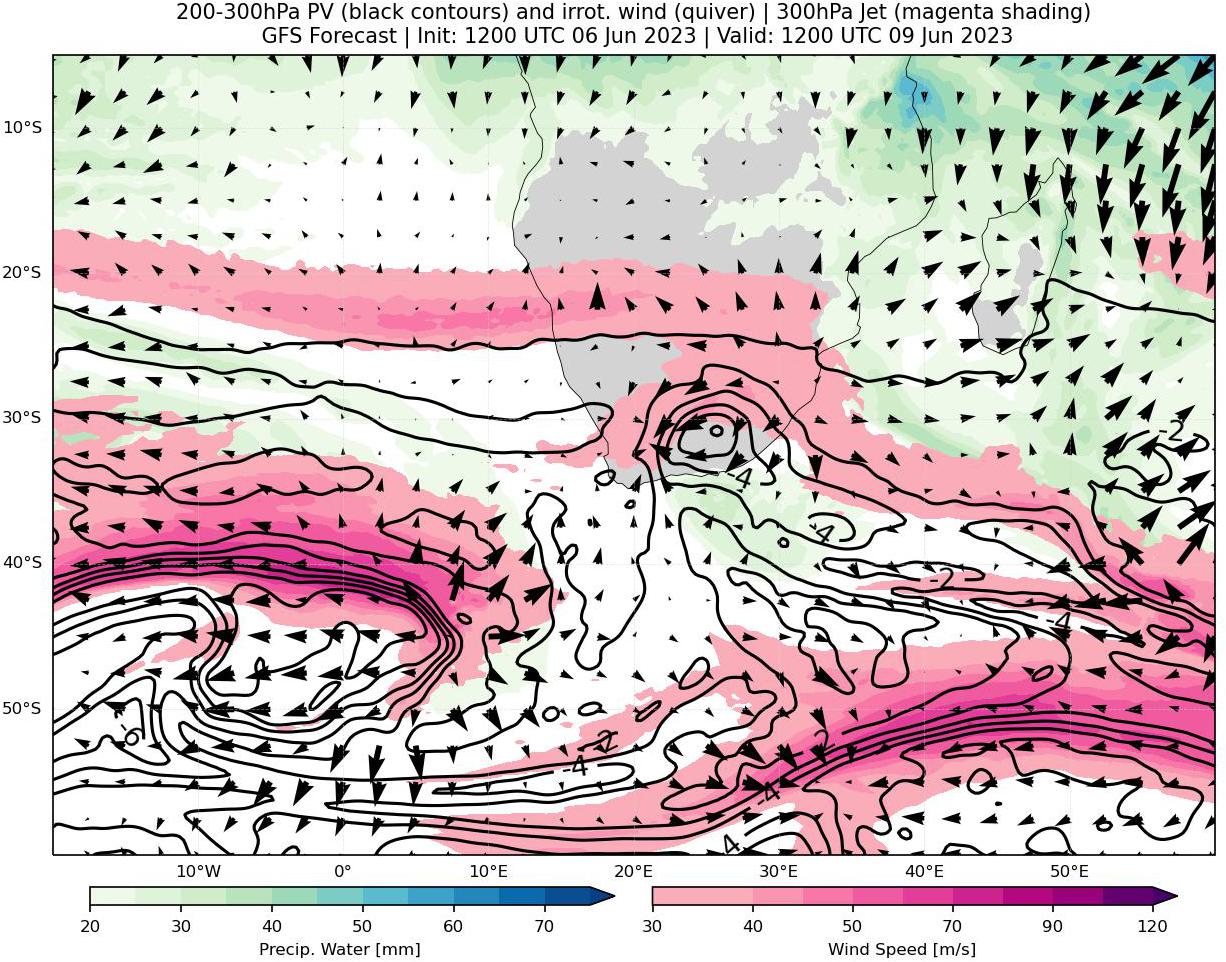 200-300hPa PV (black contours) and irrot. wind (quiver) | 300hPa Jet (magenta shading)
GFS Forecast | Init: 1200 UTC 06 Jun 2023 | Valid: 1200 UTC 09 Jun 2023
10°S
20°S
30°S
-2
-4
-4
40°S
-2
-4
50°S
-6
-2
-2
-4
-4
-4
10°W 0° 10°E 20°E 30°E 40°E 50°E
20 30 40 50 60 70
30 40 50 70 90 120
Precip. Water [mm]
Wind Speed [m/s]